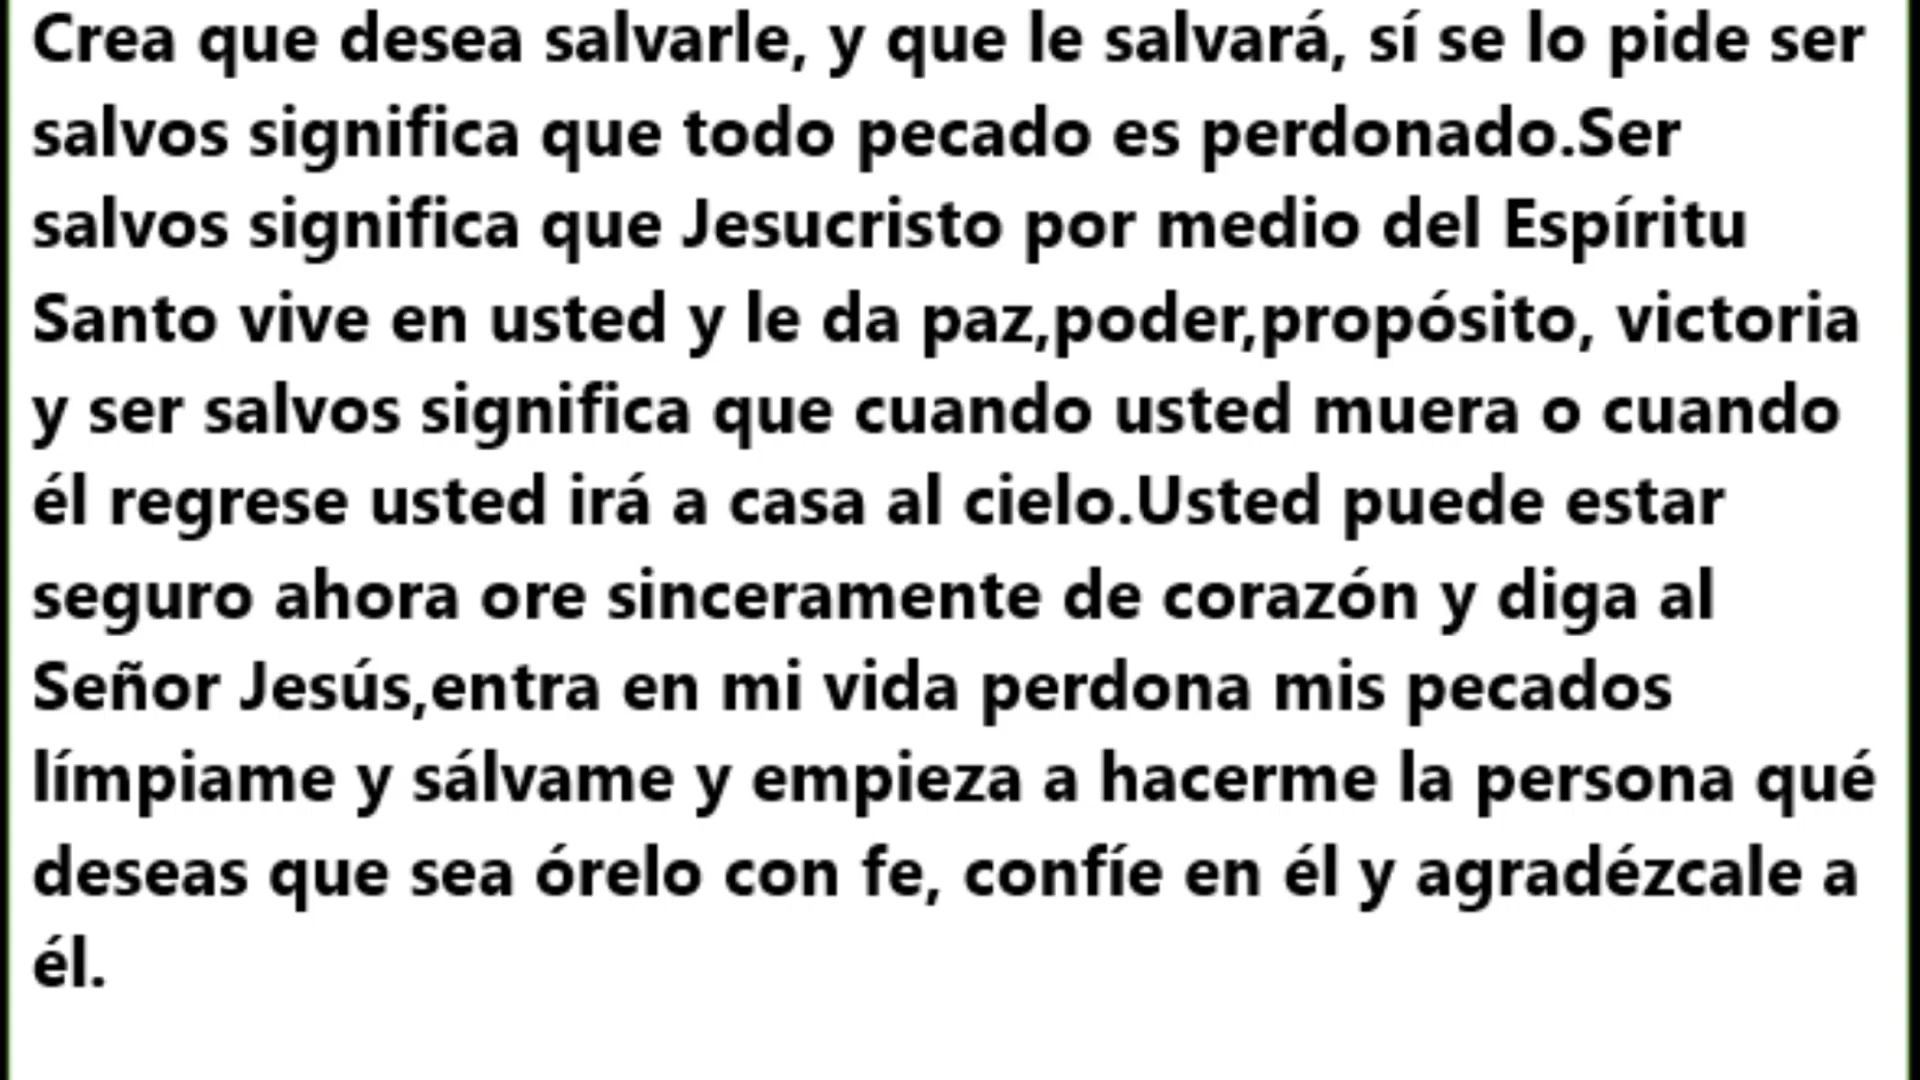 Crea que desea salvarle, y que le salvará, sí se lo pide ser
salvos significa que todo pecado es perdonado.Ser
salvos significa que Jesucristo por medio del Espíritu
Santo vive en usted y le da paz,poder,propósito, victoria
y ser salvos significa que cuando usted muera o cuando
él regrese usted irá a casa al cielo.Usted puede estar
seguro ahora ore sinceramente de corazón y diga al
Señor Jesús,entra en mi vida perdona mis pecados
límpiame y sálvame y empieza a hacerme la persona qué
deseas que sea órelo con fe, confíe en él y agradézcale a
él.